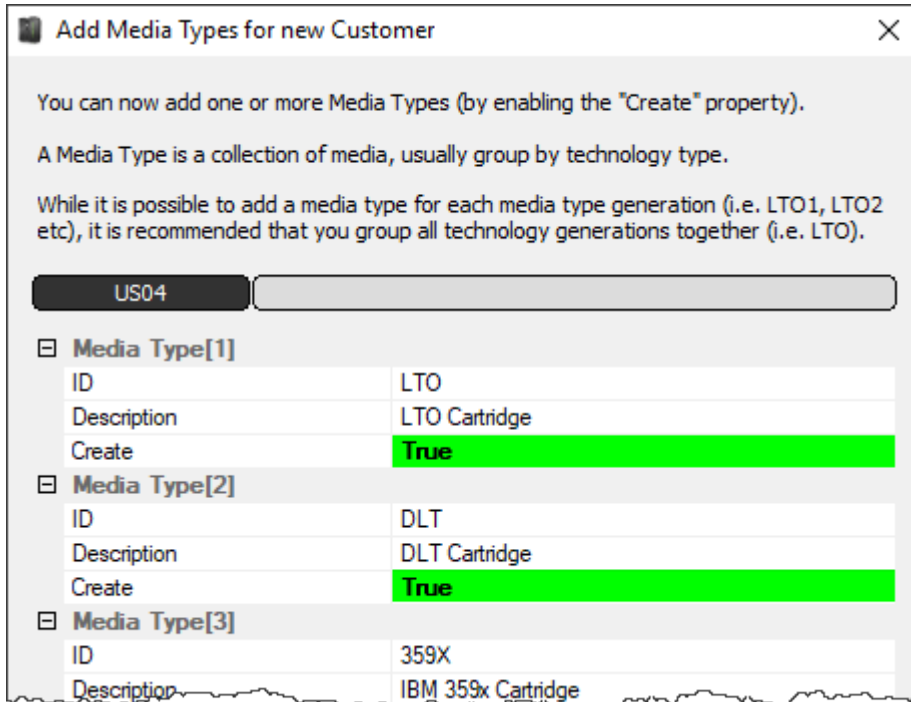 Add Media Types for new Customer
You can now add one or more Media Types (by enabling the "Create" property).
A Media Type is a collection of media, usually group by technology type.
While it is possible to add a media type for each media type generation (i.e. LTO1, LTO2
etc), it is recommended that you group all technology generations together (i.e. LTO).
US04
Media Type[1]
ID LTO
Description LTO Cartridge
Create True
Media Type[2]
ID DLT
Description DLT Cartridge
Create True
Media Type[3]
ID 359X
Description IBM 359x Cartridge